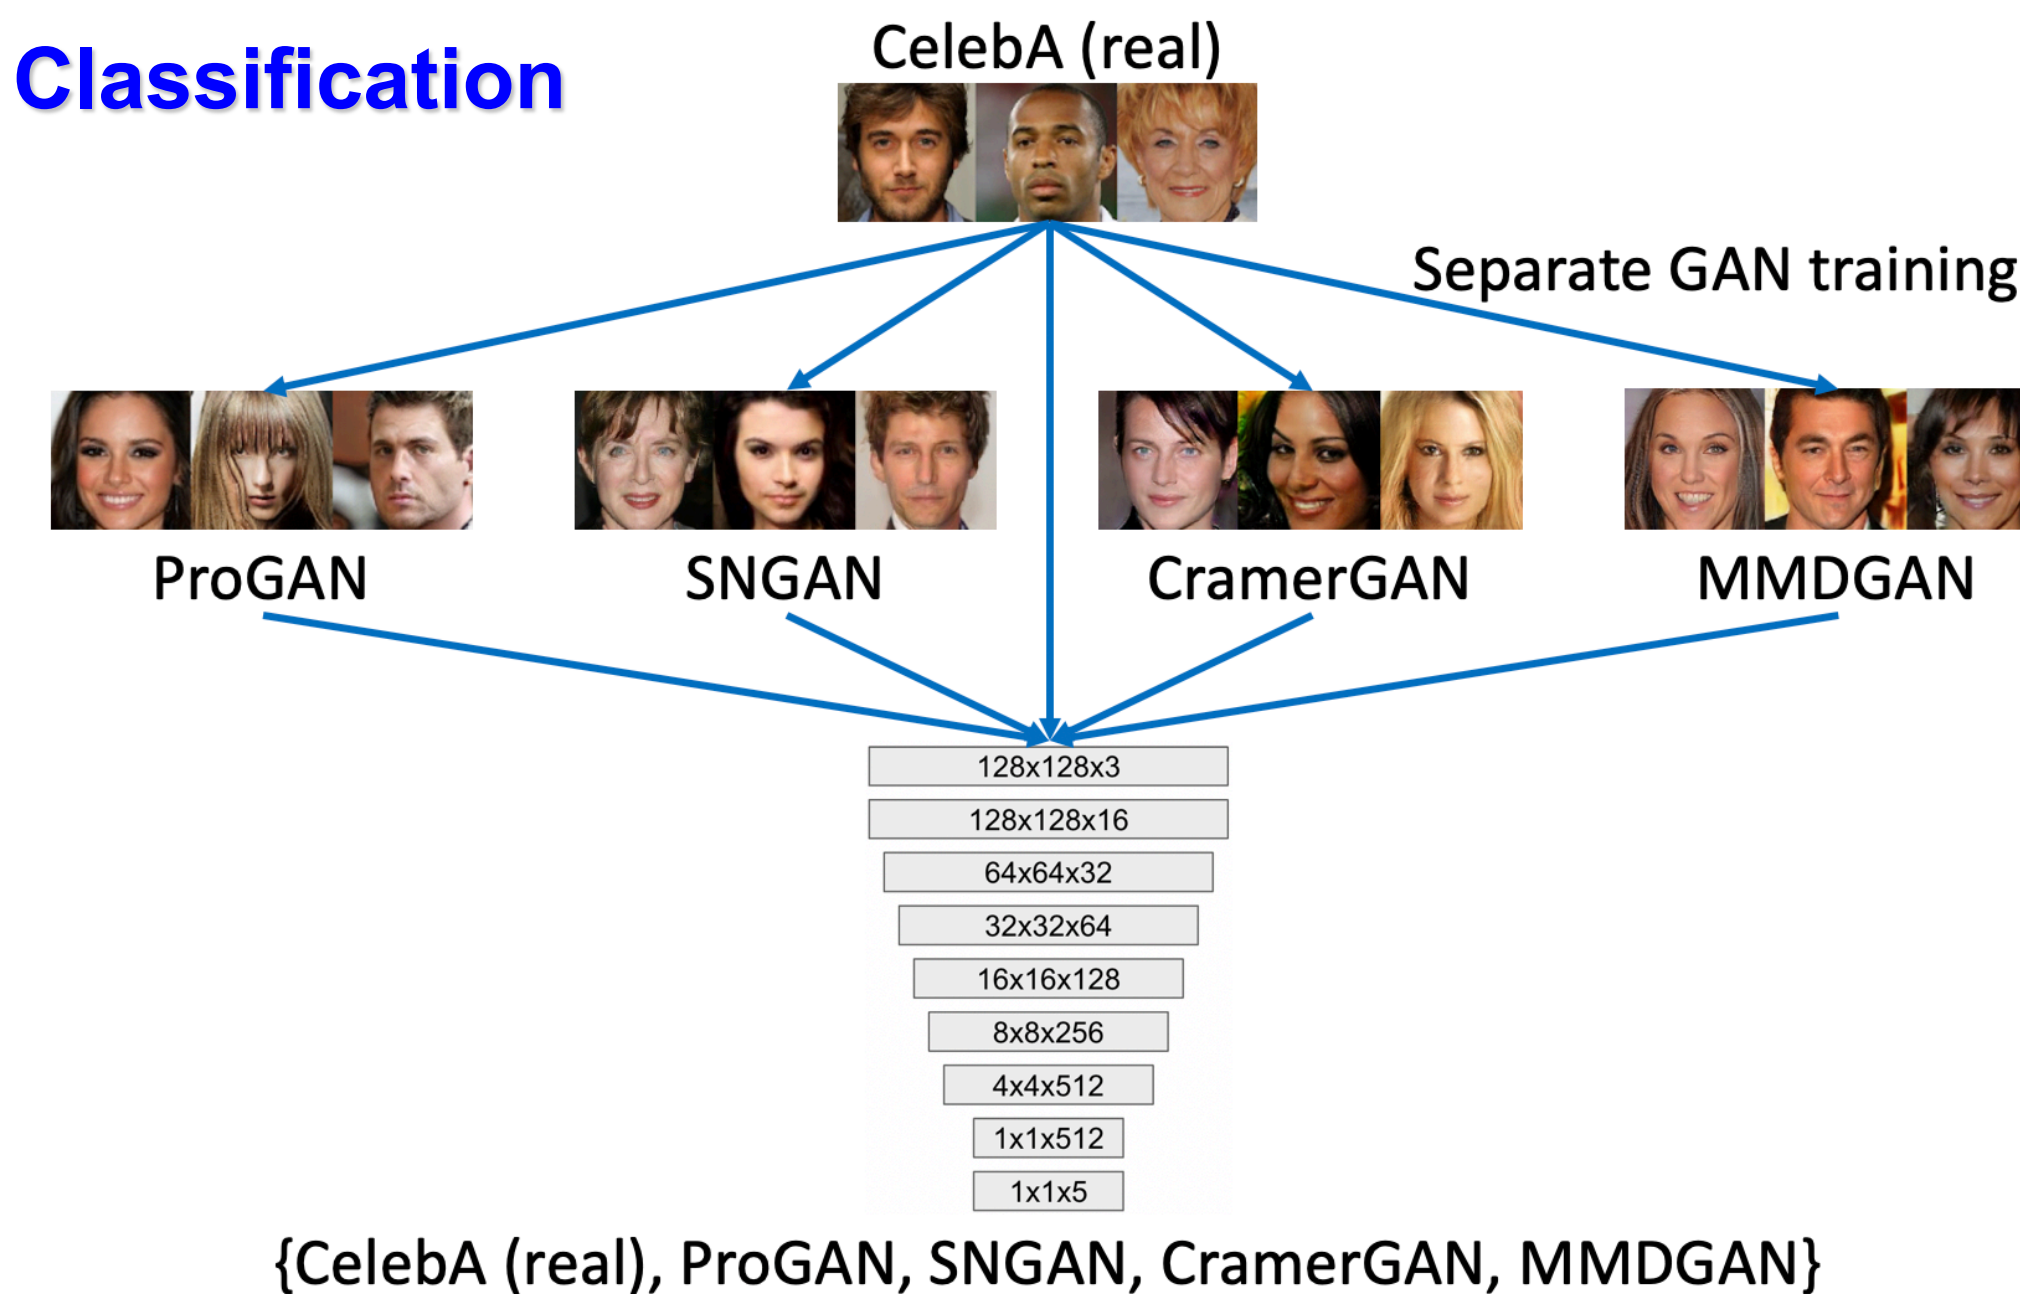 Classification
CelebA (real)
Separate GAN training
ProGAN
SNGAN
CramerGAN
MMDGAN
128x128x3
128x128x16
64x64x32
32x32x64
16x16x128
8x8x256
4x4x512
1x1x512
1x1x5
{CelebA (real), ProGAN, SNGAN, CramerGAN, MMDGAN}